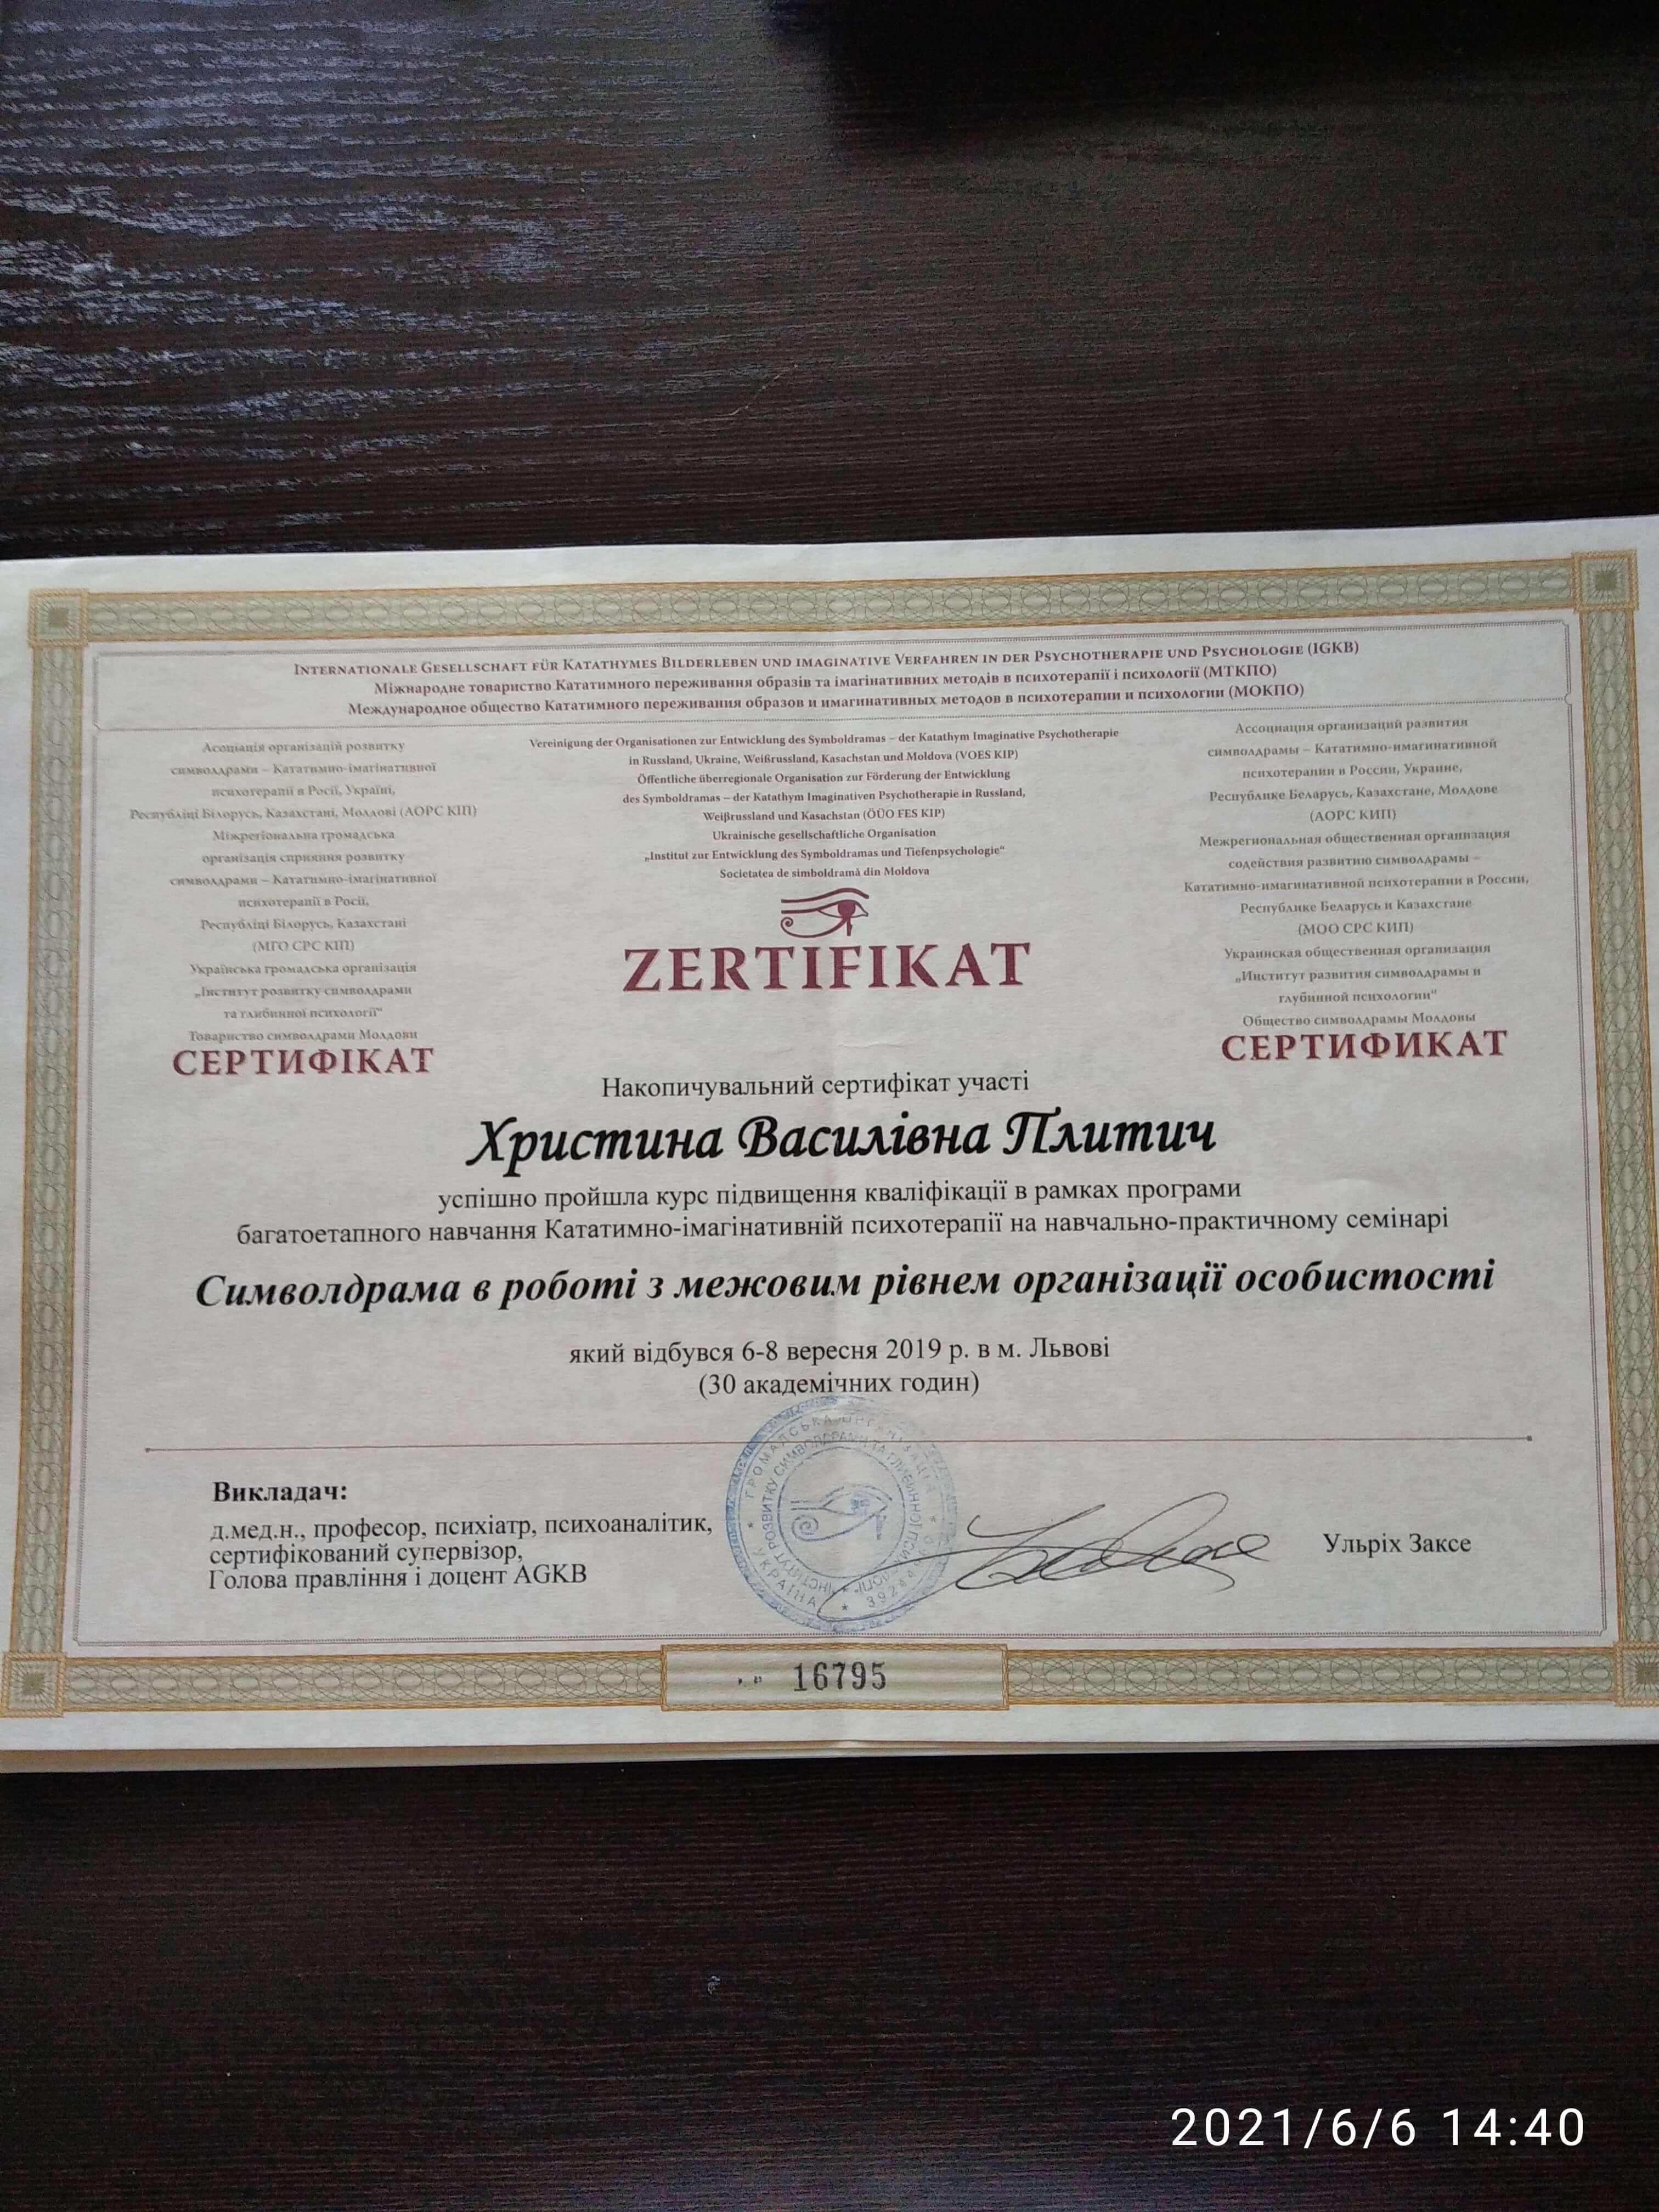 INTERNATIONALE GESELLSCHAFT FÜR KATATHYMES BILDERLEBEN UND IMAGINATIVE VERFAHREN IN DER PSYCHOTHERAPIE UND PSYCHOLOGIE (IGKB)
Міжнародне товариство Кататимного переживання образів та імагінативних методів в психотерапії і психології (МТКПО)
Международное общество Кататимного переживания образов и имагинативных методов в психотерапии и психологии (МОКПО)
Асоціація організацій розвитку
символдрами – Кататимно-імагінативної
психотерапії в Росії, Україні,
Республіці Білорусь, Казахстані, Молдові (АОРС КІП)
Міжрегіональна громадська
організація сприяння розвитку
символдрами – Кататимно-імагінативної
психотерапії в Росії,
Республіці Білорусь, Казахстані
(МГО СРС КІП)
Українська громадська організація
„Інститут розвитку символдрами
та глибинної психології“
Товариство символдрами Молдови
СЕРТИФІКАТ
Vereinigung der Organisationen zur Entwicklung des Symboldramas – der Katathym Imaginative Psychotherapie
in Russland, Ukraine, Weißrussland, Kasachstan und Moldova (VOES KIP)
Öffentliche überregionale Organisation zur Förderung der Entwicklung
des Symboldramas – der Katathym Imaginativen Psychotherapie in Russland,
Weißrussland und Kasachstan (ÖÜO FES KIP)
Ukrainische gesellschaftliche Organisation
„Institut zur Entwicklung des Symboldramas und Tiefenpsychologie“
Societatea de simboldramă din Moldova
ZERTIFIKAT
Ассоциация организаций развития
символдрамы – Кататимно-имагинативной
психотерапии в России, Украине,
Республике Беларусь, Казахстане, Молдове
(АОРС КИП)
Межрегиональная общественная организация
содействия развитию символдрамы –
Кататимно-имагинативной психотерапии в России,
Республике Беларусь и Казахстане
(МОО СРС КИП)
Украинская общественная организация
„Институт развития символдрамы и
глубинной психологии“
Общество символдрамы Молдовы
СЕРТИФИКАТ
Накопичувальний сертифікат участі
Христина Василівна Плитич
успішно пройшла курс підвищення кваліфікації в рамках програми
багатоетапного навчання Кататимно-імагінативній психотерапії на навчально-практичному семінарі
Символдрама в роботі з межовим рівнем організації особистості
який відбувся 6-8 вересня 2019 р. в м. Львові
(30 академічних годин)
Викладач:
д.мед.н., професор, психіатр, психоаналітик,
сертифікований супервізор,
Голова правління і доцент AGKB
ГРОМАДСЬКА ОРГАНІЗАЦІЯ
ІНСТИТУТ РОЗВИТКУ СИМВОЛДРАМИ ТА ГЛИБИННОЇ ПСИХОЛОГІЇ
УКРАЇНА
Ульріх Заксе
16795
2021/6/6 14:40